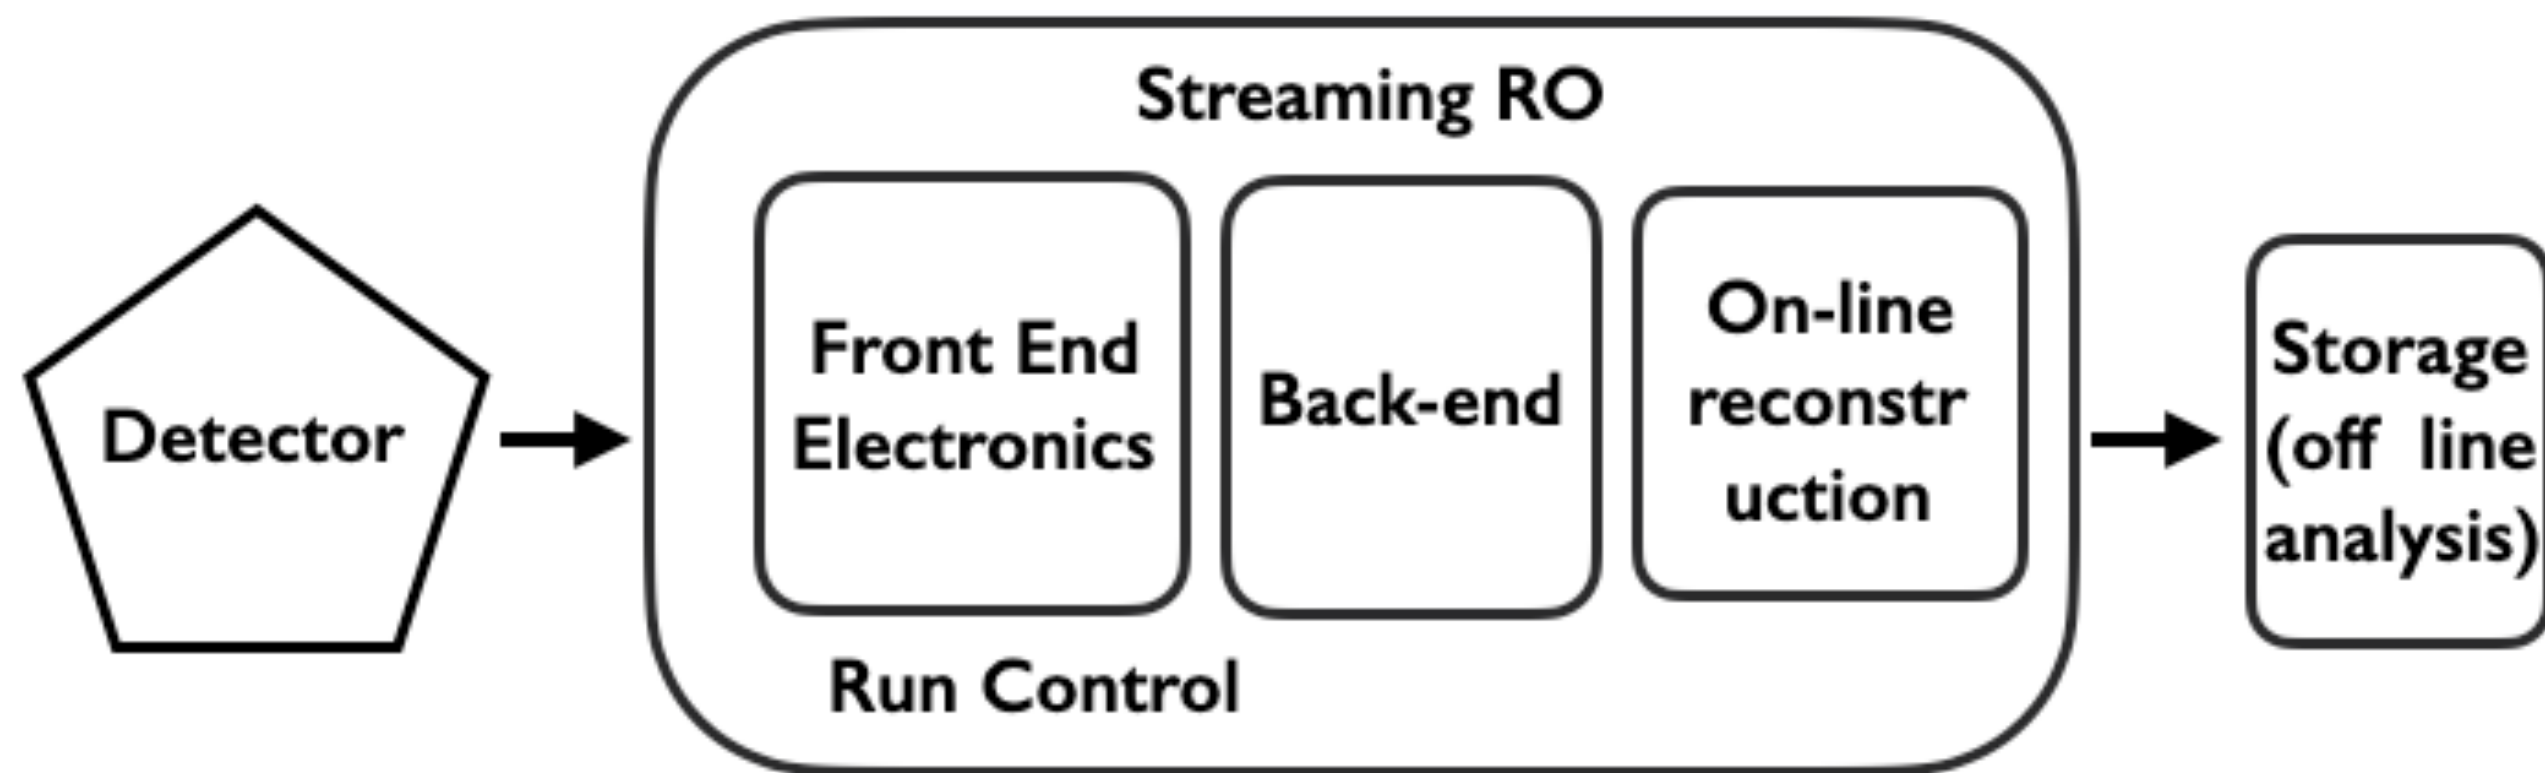 Streaming RO
Detector
Front End
Electronics
Back-end
On-line
reconstr
uction
Run Control
Storage
(off line
analysis)